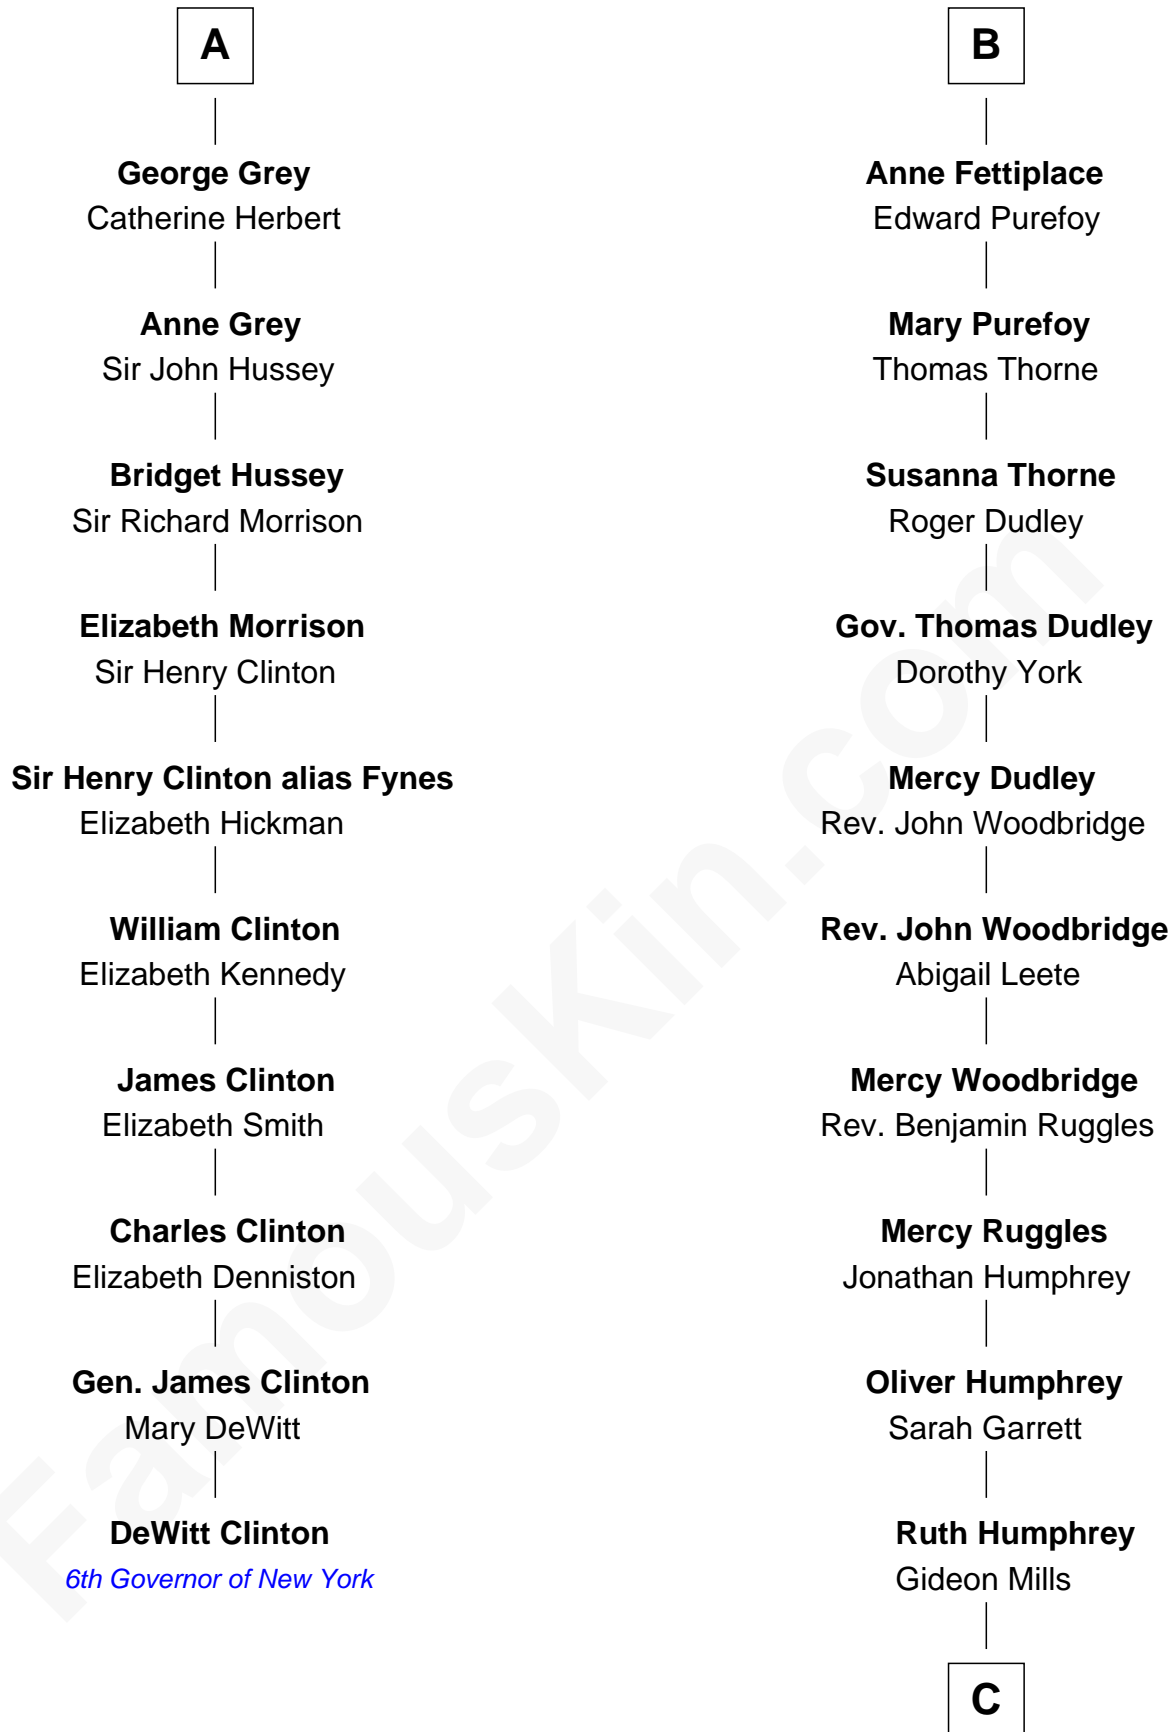 A
George Grey
Catherine Herbert
Anne Grey
Sir John Hussey
Bridget Hussey
Sir Richard Morrison
Elizabeth Morrison
Sir Henry Clinton
Sir Henry Clinton alias Fynes
Elizabeth Hickman
William Clinton
Elizabeth Kennedy
James Clinton
Elizabeth Smith
Charles Clinton
Elizabeth Denniston
Gen. James Clinton
Mary DeWitt
DeWitt Clinton
6th Governor of New York
B
Anne Fettiplace
Edward Purefoy
Mary Purefoy
Thomas Thorne
Susanna Thorne
Roger Dudley
Gov. Thomas Dudley
Dorothy York
Mercy Dudley
Rev. John Woodbridge
Rev. John Woodbridge
Abigail Leete
Mercy Woodbridge
Rev. Benjamin Ruggles
Mercy Ruggles
Jonathan Humphrey
Oliver Humphrey
Sarah Garrett
Ruth Humphrey
Gideon Mills
C
FamousKin.com